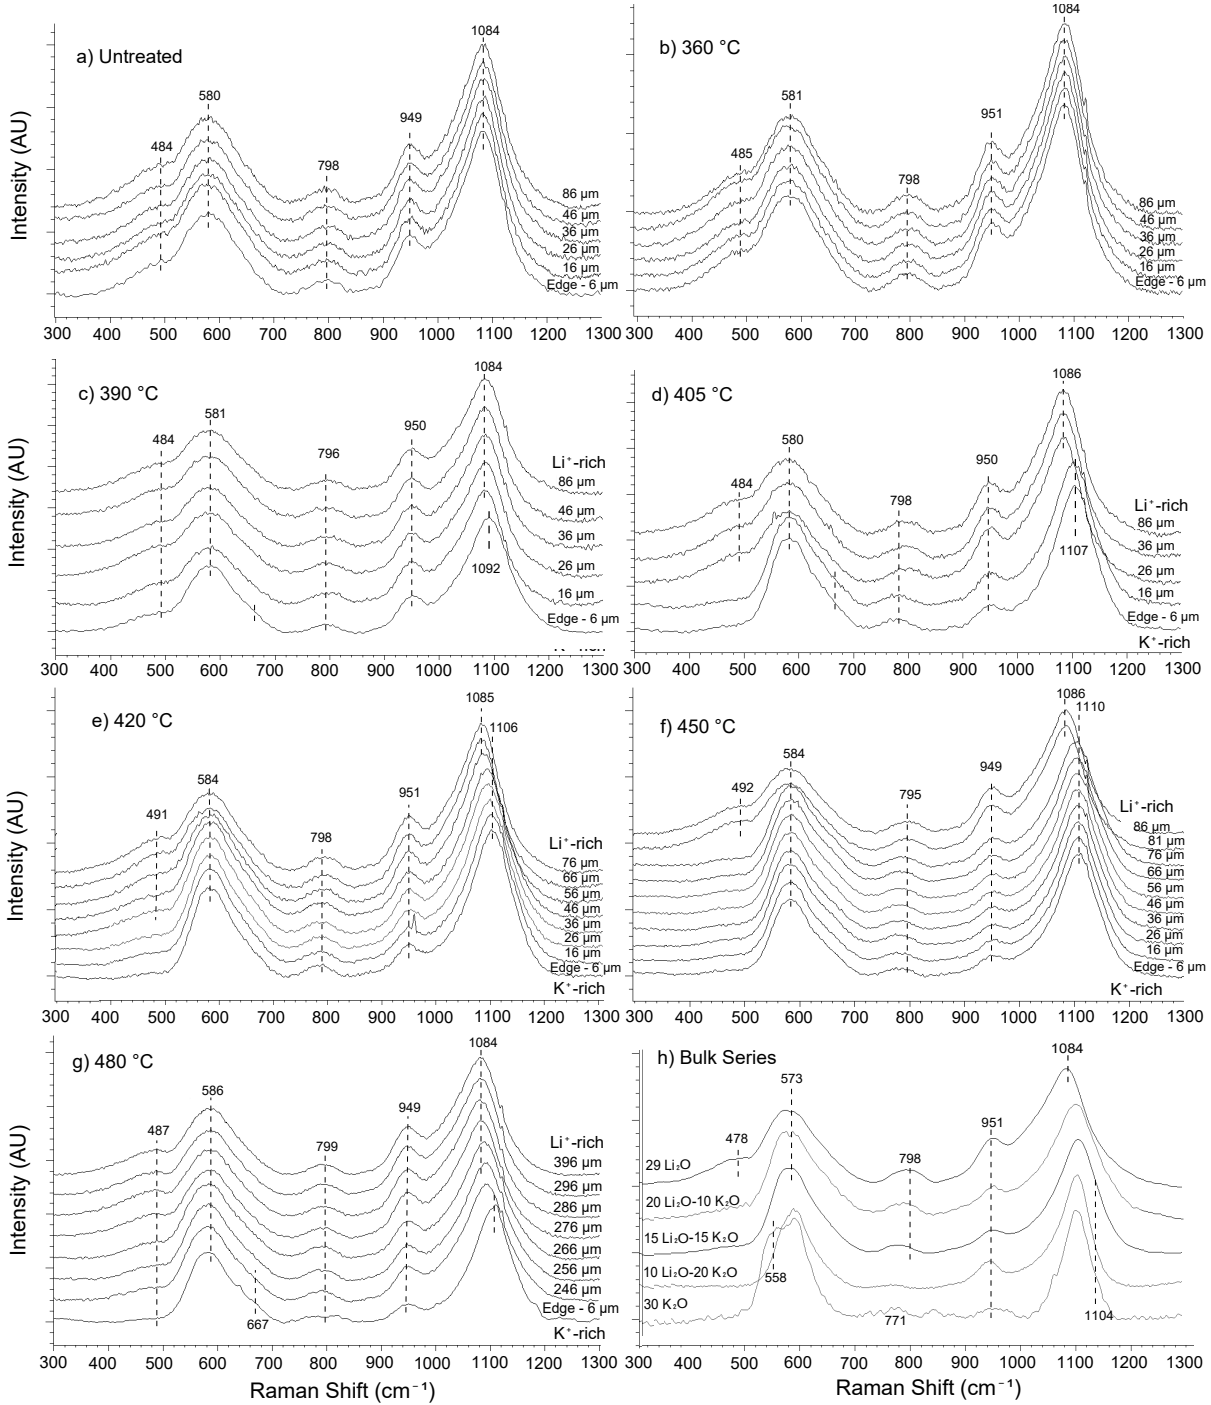 a) Untreated
484
580
798
949
1084
86 µm
46 µm
36 µm
26 µm
16 µm
Edge - 6 µm
300 400 500 600 700 800 900 1000 1100 1200 1300
Intensity (AU)
b) 360 °C
485
581
798
951
1084
86 µm
46 µm
36 µm
26 µm
16 µm
Edge - 6 µm
300 400 500 600 700 800 900 1000 1100 1200 1300
c) 390 °C
484
581
796
950
1084
1092
Li⁺-rich
86 µm
46 µm
36 µm
26 µm
16 µm
Edge - 6 µm
300 400 500 600 700 800 900 1000 1100 1200 1300
Intensity (AU)
d) 405 °C
484
580
798
950
1086
1107
Li⁺-rich
86 µm
36 µm
26 µm
16 µm
Edge - 6 µm
K⁺-rich
300 400 500 600 700 800 900 1000 1100 1200 1300
e) 420 °C
491
584
798
951
1085
1106
Li⁺-rich
76 µm
66 µm
56 µm
46 µm
36 µm
26 µm
16 µm
Edge - 6 µm
K⁺-rich
300 400 500 600 700 800 900 1000 1100 1200 1300
Intensity (AU)
f) 450 °C
492
584
795
949
1086
1110
Li⁺-rich
86 µm
81 µm
76 µm
66 µm
56 µm
46 µm
36 µm
26 µm
16 µm
Edge - 6 µm
K⁺-rich
300 400 500 600 700 800 900 1000 1100 1200 1300
g) 480 °C
487
586
667
799
949
1084
Li⁺-rich
396 µm
296 µm
286 µm
276 µm
266 µm
256 µm
246 µm
Edge - 6 µm
K⁺-rich
300 400 500 600 700 800 900 1000 1100 1200 1300
Raman Shift (cm⁻¹)
Intensity (AU)
h) Bulk Series
478
573
798
951
1084
29 Li₂O
20 Li₂O-10 K₂O
15 Li₂O-15 K₂O
10 Li₂O-20 K₂O
30 K₂O
558
771
1104
300 400 500 600 700 800 900 1000 1100 1200 1300
Raman Shift (cm⁻¹)